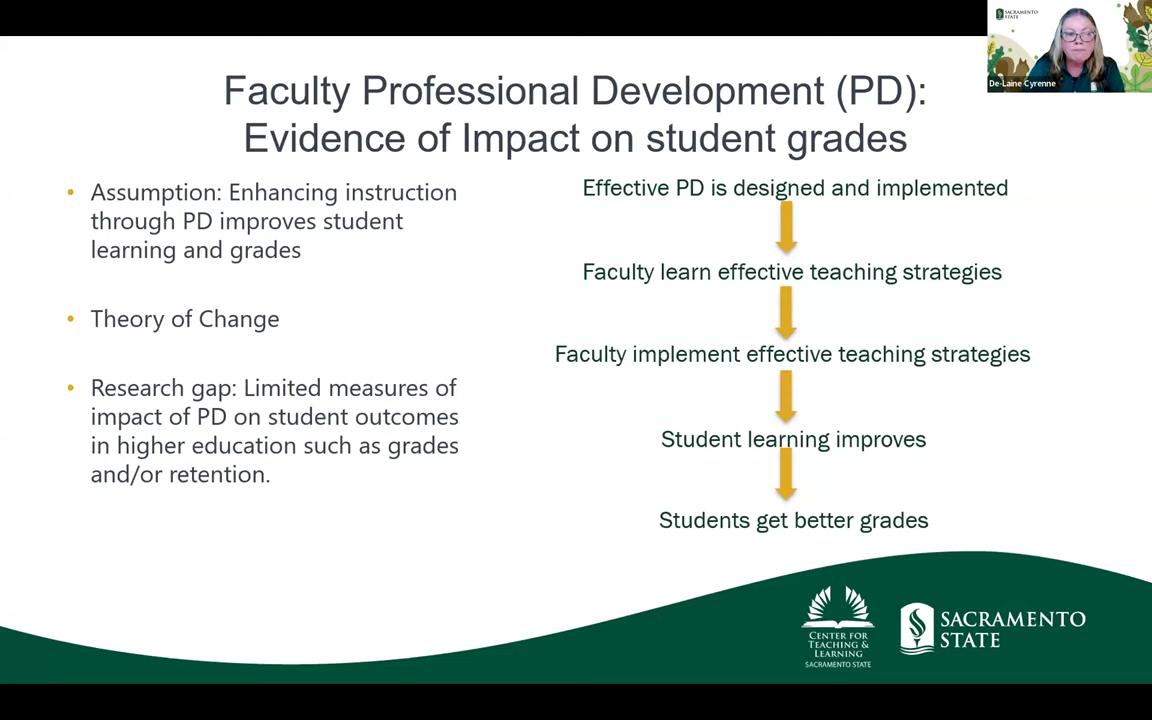 SACRAMENTO
STATE
De-Laine Cyrenne
Faculty Professional Development (PD):
Evidence of Impact on student grades
• Assumption: Enhancing instruction
through PD improves student
learning and grades
• Theory of Change
• Research gap: Limited measures of
impact of PD on student outcomes
in higher education such as grades
and/or retention.
Effective PD is designed and implemented
Faculty learn effective teaching strategies
Faculty implement effective teaching strategies
Student learning improves
Students get better grades
CENTER FOR
TEACHING &
LEARNING
SACRAMENTO STATE
SACRAMENTO
STATE